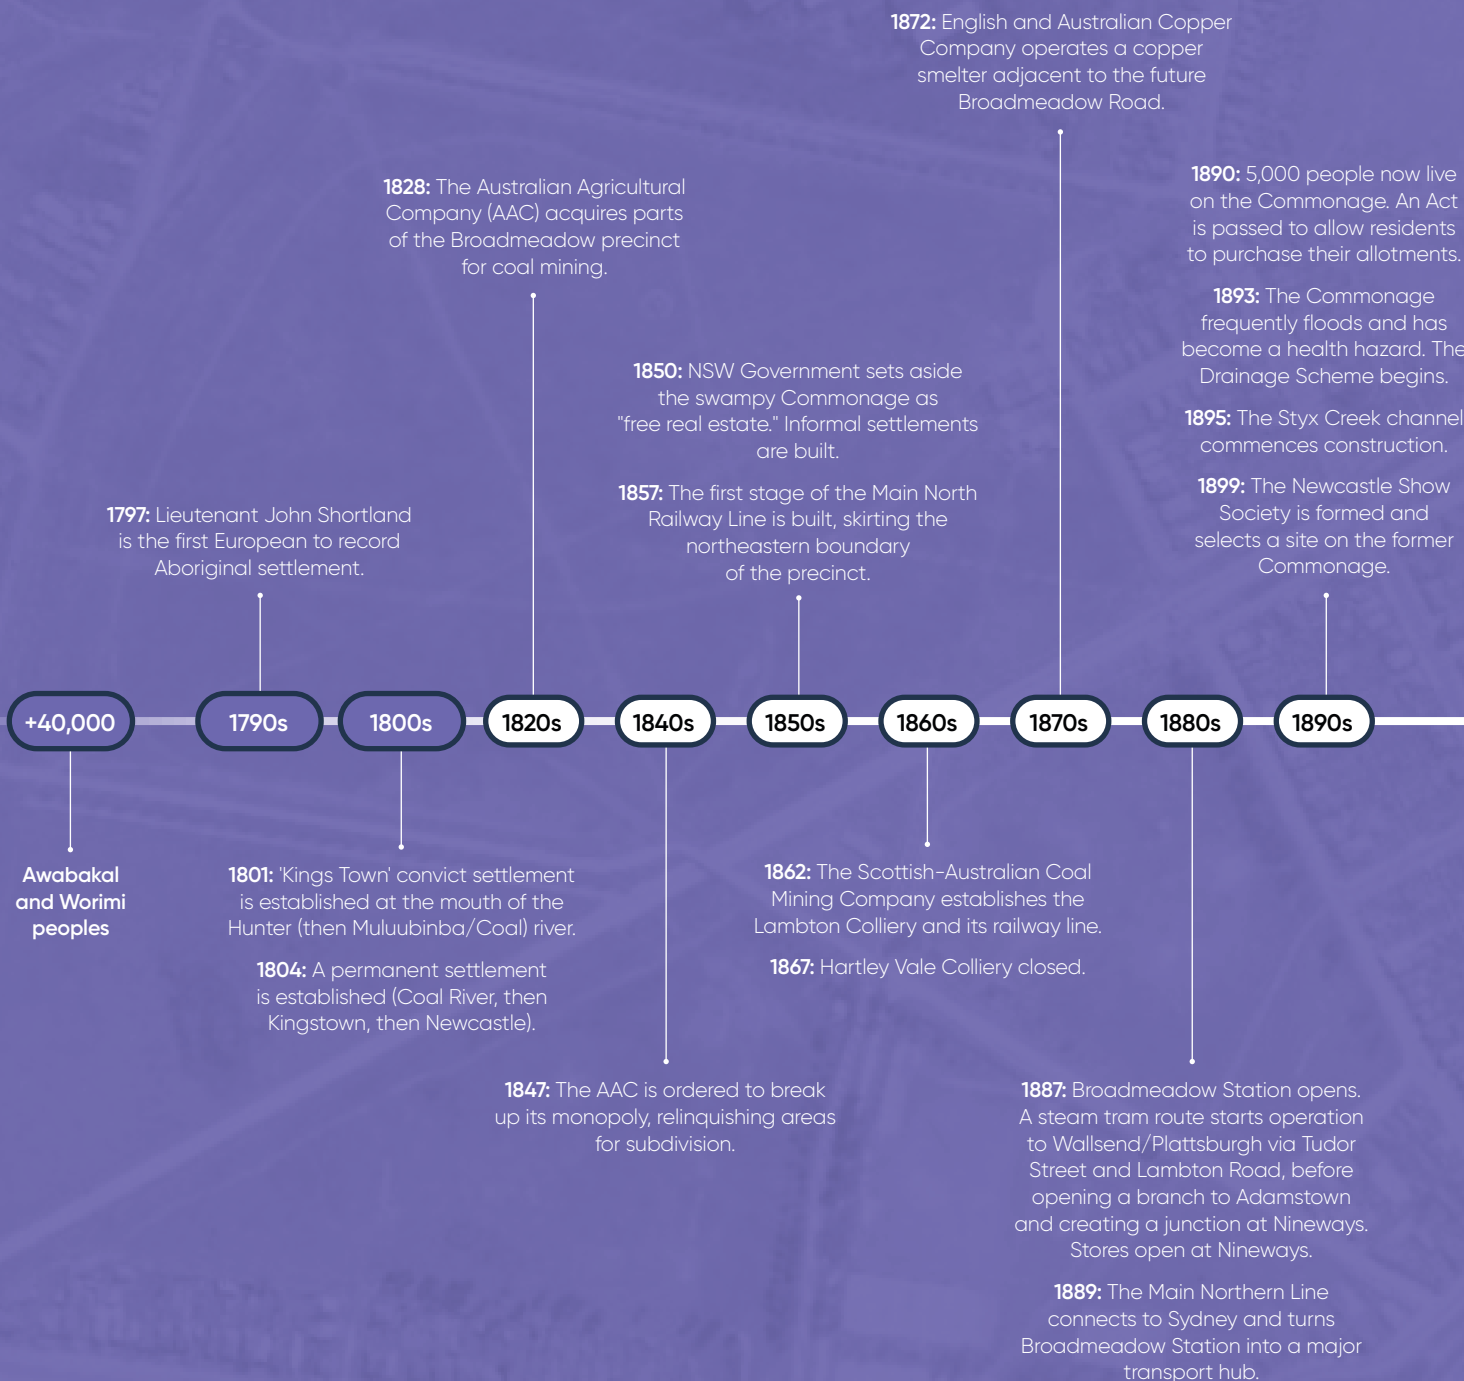 1872: English and Australian Copper
Company operates a copper
smelter adjacent to the future
Broadmeadow Road.
1828: The Australian Agricultural
Company (AAC) acquires parts
of the Broadmeadow precinct
for coal mining.
1890: 5,000 people now live
on the Commonage. An Act
is passed to allow residents
to purchase their allotments.
1893: The Commonage
frequently floods and has
become a health hazard. The
Drainage Scheme begins.
1895: The Styx Creek channel
commences construction.
1899: The Newcastle Show
Society is formed and
selects a site on the former
Commonage.
1850: NSW Government sets aside
the swampy Commonage as
"free real estate." Informal settlements
are built.
1857: The first stage of the Main North
Railway Line is built, skirting the
northeastern boundary
of the precinct.
1797: Lieutenant John Shortland
is the first European to record
Aboriginal settlement.
+40,000
1790s
1800s
1820s
1840s
1850s
1860s
1870s
1880s
1890s
Awabakal
and Worimi
peoples
1801: 'Kings Town' convict settlement
is established at the mouth of the
Hunter (then Muluubinba/Coal) river.
1804: A permanent settlement
is established (Coal River, then
Kingstown, then Newcastle).
1862: The Scottish-Australian Coal
Mining Company establishes the
Lambton Colliery and its railway line.
1867: Hartley Vale Colliery closed.
1847: The AAC is ordered to break
up its monopoly, relinquishing areas
for subdivision.
1887: Broadmeadow Station opens.
A steam tram route starts operation
to Wallsend/Plattsburgh via Tudor
Street and Lambton Road, before
opening a branch to Adamstown
and creating a junction at Nineways.
Stores open at Nineways.
1889: The Main Northern Line
connects to Sydney and turns
Broadmeadow Station into a major
transport hub.